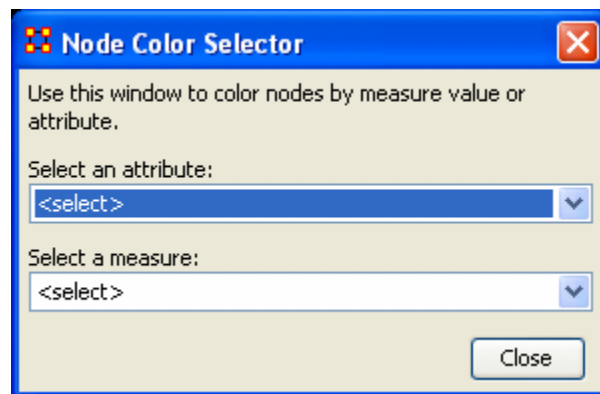 Node Color Selector
Use this window to color nodes by measure value or
attribute.
Select an attribute:
<select>
Select a measure:
<select>
Close